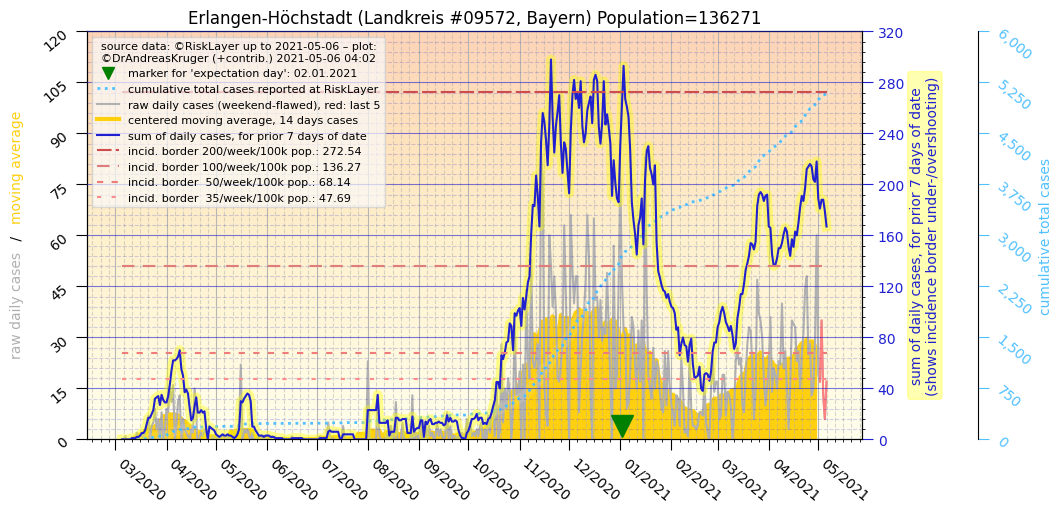 Erlangen-Höchstadt (Landkreis #09572, Bayern) Population=136271
source data: ©RiskLayer up to 2021-05-06 – plot:
©DrAndreasKruger (+contrib.) 2021-05-06 04:02
marker for 'expectation day': 02.01.2021
cumulative total cases reported at RiskLayer
raw daily cases (weekend-flawed), red: last 5
centered moving average, 14 days cases
sum of daily cases, for prior 7 days of date
incid. border 200/week/100k pop.: 272.54
incid. border 100/week/100k pop.: 136.27
incid. border 50/week/100k pop.: 68.14
incid. border 35/week/100k pop.: 47.69
raw daily cases / moving average
120
105
90
75
60
45
30
15
0
03/2020
04/2020
05/2020
06/2020
07/2020
08/2020
09/2020
10/2020
11/2020
12/2020
01/2021
02/2021
03/2021
04/2021
05/2021
320
280
240
200
160
120
80
40
0
sum of daily cases, for prior 7 days of date
(shows incidence border under-/overshooting)
6,000
5,250
4,500
3,750
3,000
2,250
1,500
750
0
cumulative total cases